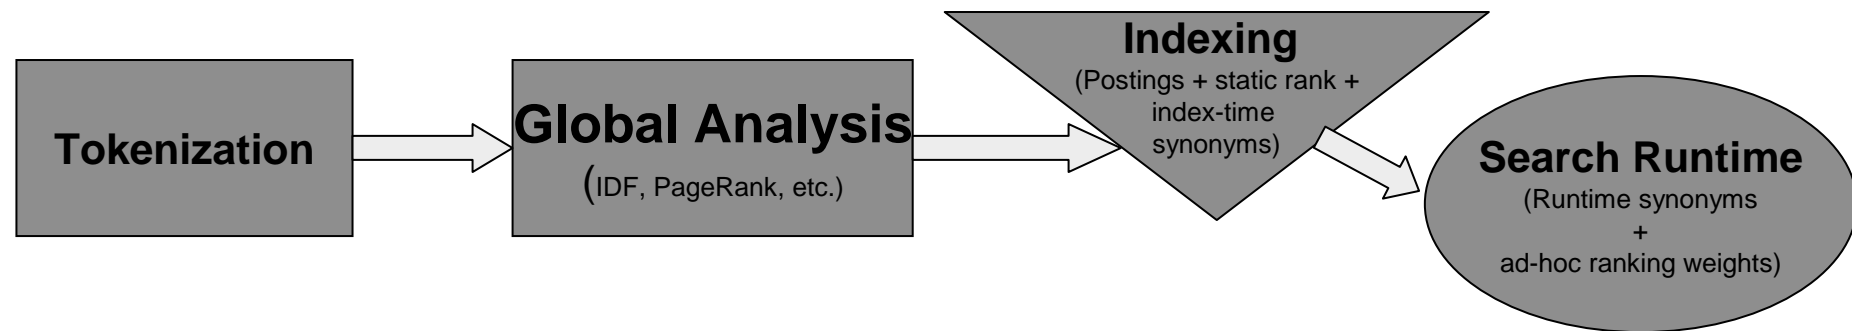 Tokenization
Global Analysis
(IDF, PageRank, etc.)
Indexing
(Postings + static rank +
index-time
synonyms)
Search Runtime
(Runtime synonyms
+
ad-hoc ranking weights)